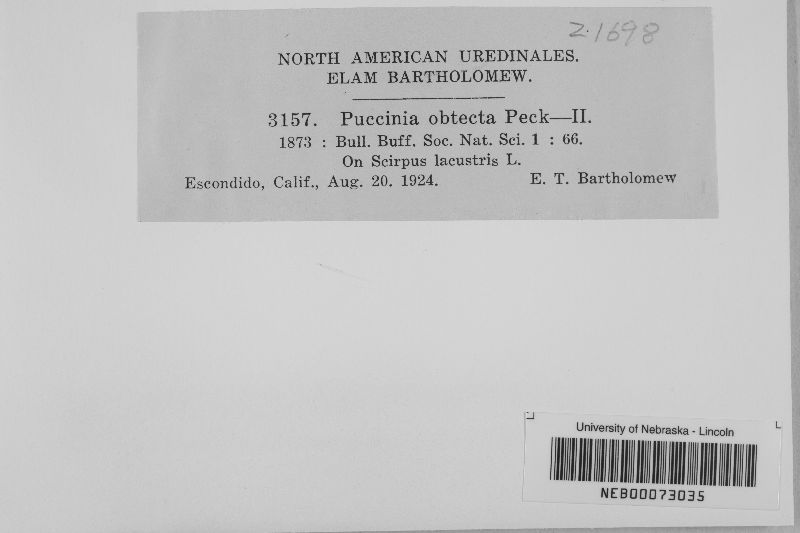 Z.1698
NORTH AMERICAN UREDINALES.
ELAM BARTHOLOMEW.
3157. Puccinia obtecta Peck—II.
1873 : Bull. Buff. Soc. Nat. Sci. 1 : 66.
On Scirpus lacustris L.
Escondido, Calif., Aug. 20. 1924. E. T. Bartholomew
University of Nebraska - Lincoln
NEB00073035